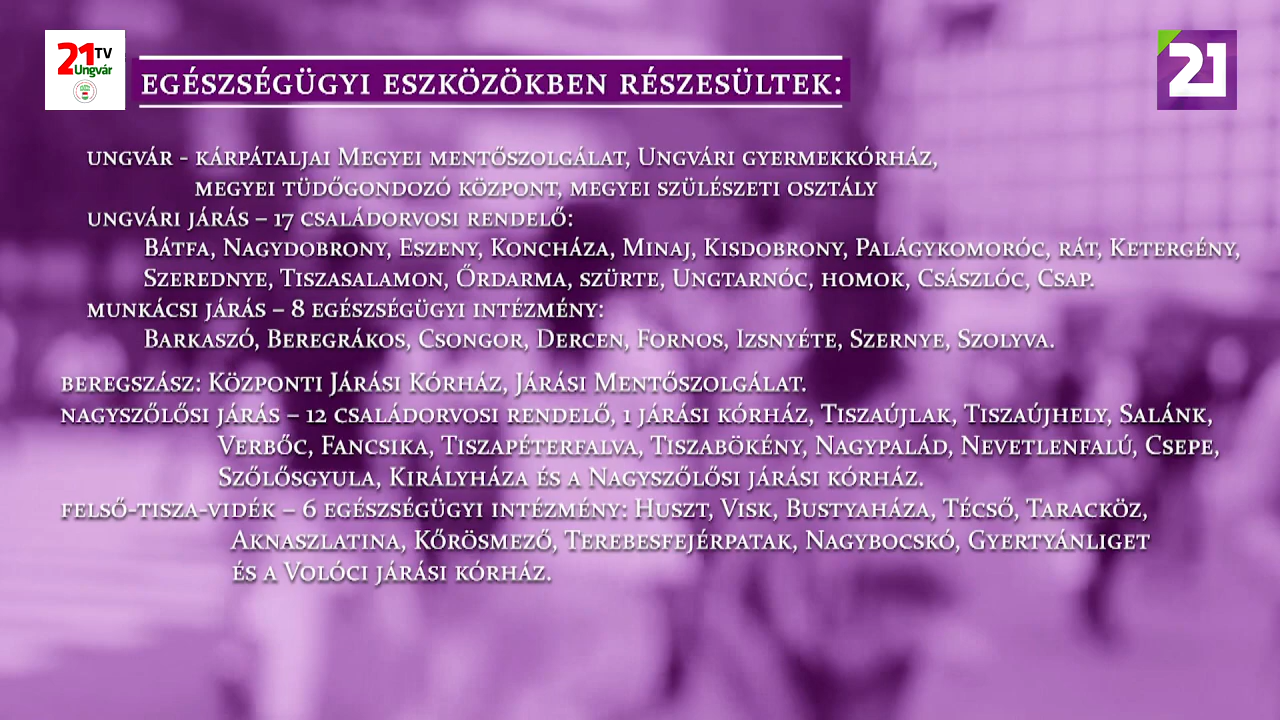 21 TV
Ungvár
21
EGÉSZSÉGÜGYI ESZKÖZÖKBEN RÉSZESÜLTEK:
UNGVÁR - KÁRPÁTALJAI MEGYEI MENTŐSZOLGÁLAT, UNGVÁRI GYERMEKKÓRHÁZ,
MEGYEI TÜDŐGONDOZÓ KÖZPONT, MEGYEI SZÜLÉSZETI OSZTÁLY
UNGVÁRI JÁRÁS – 17 CSALÁDORVOSI RENDELŐ:
BÁTFA, NAGYDOBRONY, ESZENY, KONCHÁZA, MINAJ, KISDOBRONY, PALÁGYKOMORÓC, RÁT, KETERGÉNY,
SZEREDNYE, TISZASALAMON, ŐRDARMA, SZÜRTE, UNGTARNÓC, HOMOK, CSÁSZLÓC, CSAP.
MUNKÁCSI JÁRÁS – 8 EGÉSZSÉGÜGYI INTÉZMÉNY:
BARKASZÓ, BEREGRÁKOS, CSONGOR, DERCEN, FORNOS, IZSNYÉTE, SZERNYE, SZOLYVA.
BEREGSZÁSZ: KÖZPONTI JÁRÁSI KÓRHÁZ, JÁRÁSI MENTŐSZOLGÁLAT.
NAGYSZŐLŐSI JÁRÁS – 12 CSALÁDORVOSI RENDELŐ, 1 JÁRÁSI KÓRHÁZ, TISZAÚJLAK, TISZAÚJHELY, SALÁNK,
VERBŐC, FANCSIKA, TISZAPÉTERFALVA, TISZABÖKÉNY, NAGYPALÁD, NEVETLENFALÚ, CSEPE,
SZŐLŐSGYULA, KIRÁLYHÁZA ÉS A NAGYSZŐLŐSI JÁRÁSI KÓRHÁZ.
FELSŐ-TISZA-VIDÉK – 6 EGÉSZSÉGÜGYI INTÉZMÉNY: HUSZT, VISK, BUSTYAHÁZA, TÉCSŐ, TARACKÖZ,
AKNASZLATINA, KŐRÖSMEZŐ, TEREBESFEJÉRPATAK, NAGYBOCSKÓ, GYERTYÁNLIGET
ÉS A VOLÓCI JÁRÁSI KÓRHÁZ.